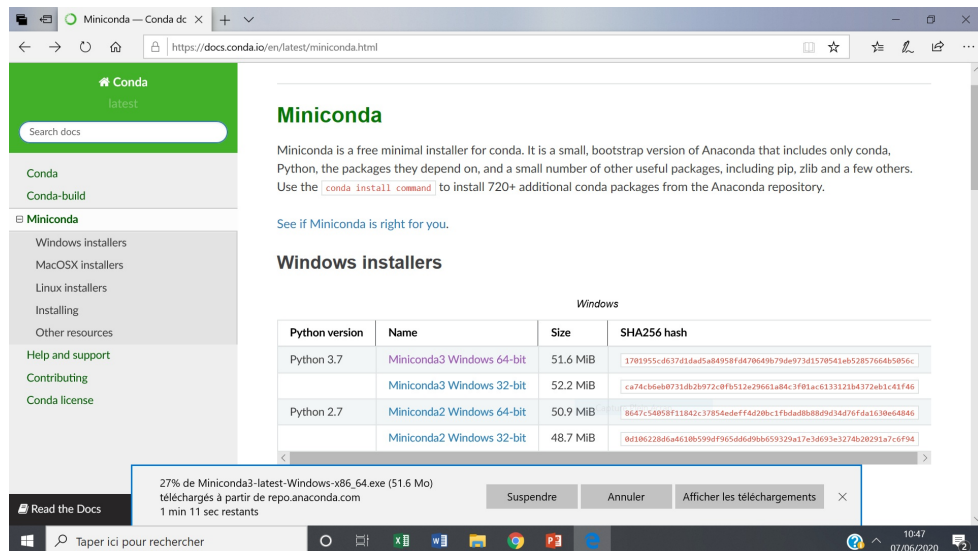 Miniconda — Conda dc
https://docs.conda.io/en/latest/miniconda.html
Conda
latest
Search docs
Conda
Conda-build
Miniconda
Windows installers
MacOSX installers
Linux installers
Installing
Other resources
Help and support
Contributing
Conda license
Read the Docs
Miniconda
Miniconda is a free minimal installer for conda. It is a small, bootstrap version of Anaconda that includes only conda,
Python, the packages they depend on, and a small number of other useful packages, including pip, zlib and a few others.
Use the conda install command to install 720+ additional conda packages from the Anaconda repository.
See if Miniconda is right for you.
Windows installers
Windows
Python version Name Size SHA256 hash
Python 3.7 Miniconda3 Windows 64-bit 51.6 MiB 1701955cd637d1dad5a84958fd470649b79de973d1570541eb52857664b5056c
Miniconda3 Windows 32-bit 52.2 MiB ca74cb6eb0731db2b972c0fb512e29661a84c3f01ac6133121b4372eb1c41f46
Python 2.7 Miniconda2 Windows 64-bit 50.9 MiB 8647c54058f11842c37854edeff4d20bc1fbdad8b88d9d34d76fda1630e64846
Miniconda2 Windows 32-bit 48.7 MiB 0d106228d6a4610b599df965dd6d9bb659329a17e3d693e3274b20291a7c6f94
27% de Miniconda3-latest-Windows-x86_64.exe (51.6 Mo)
téléchargés à partir de repo.anaconda.com
1 min 11 sec restants
Suspendre Annuler Afficher les téléchargements
Taper ici pour rechercher
10:47
07/06/2020